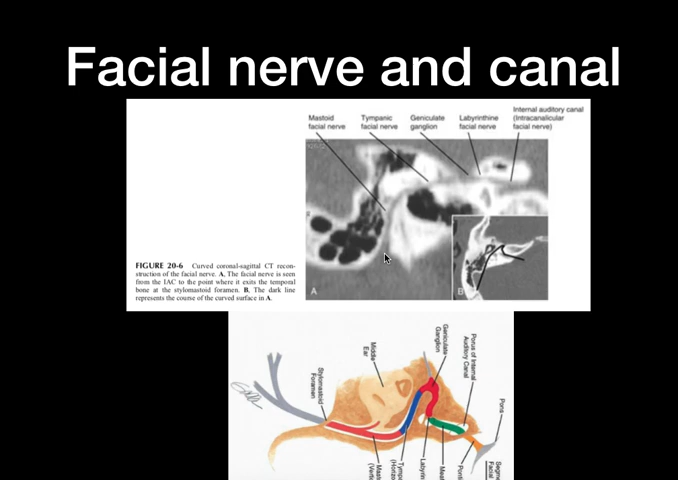 Facial nerve and canal
Mastoid
facial nerve
Tympanic
facial nerve
Geniculate
ganglion
Labyrinthine
facial nerve
Internal auditory canal
(Intracanalicular
facial nerve)
FIGURE 20-6 Curved coronal-sagittal CT recon-
struction of the facial nerve. A, The facial nerve is seen
from the IAC to the point where it exits the temporal
bone at the stylomastoid foramen. B, The dark line
represents the course of the curved surface in A.
A
B
Stylomastoid
Foramen
Middle
Ear
Geniculate
Ganglion
Porus of Internal
Auditory Canal
Pons